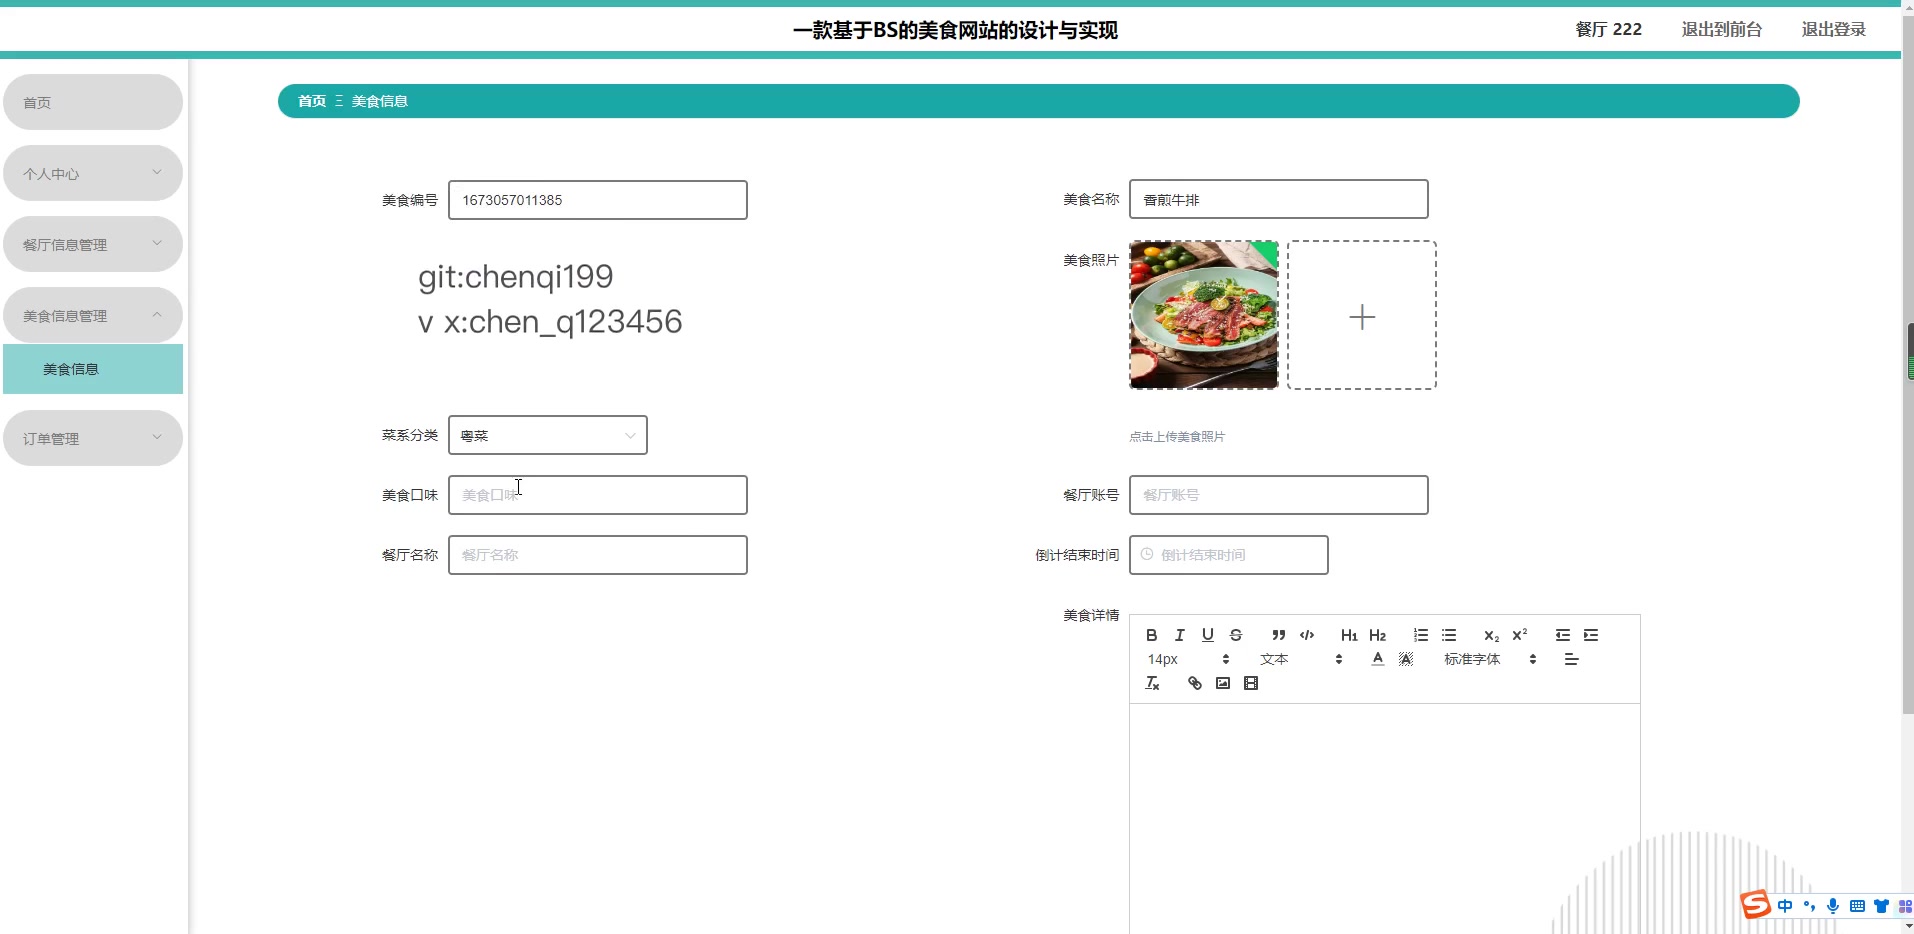 一款基于BS的美食网站的设计与实现
餐厅 222
退出到前台
退出登录
首页
个人中心
餐厅信息管理
美食信息管理
美食信息
订单管理
首页 Ξ 美食信息
美食编号 1673057011385
美食名称 香煎牛排
git:chenqi199
v x:chen_q123456
美食照片
点击上传美食照片
菜系分类 粤菜
美食口味 美食口味
餐厅账号 餐厅账号
餐厅名称 餐厅名称
倒计结束时间 倒计结束时间
美食详情
B I U S H1 H2 x₂ x²
14px 文本 A A 标准字体
Tx
中